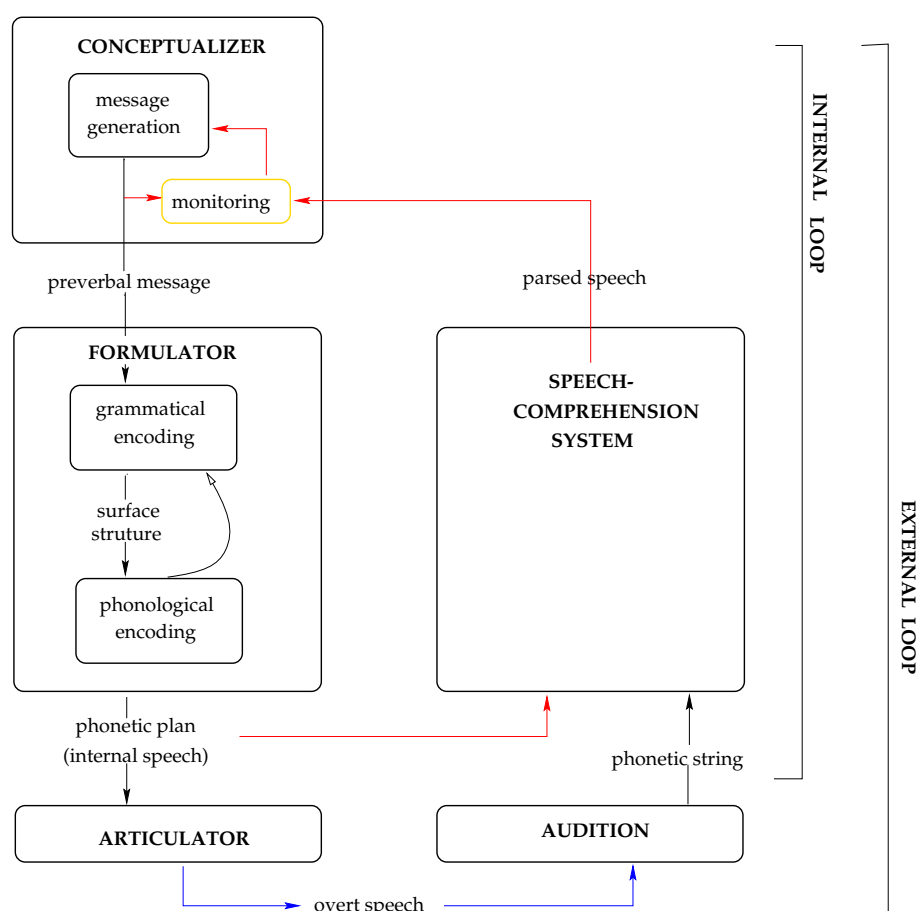 CONCEPTUALIZER
message
generation
monitoring
preverbal message
parsed speech
FORMULATOR
grammatical
encoding
surface
struture
phonological
encoding
SPEECH-
COMPREHENSION
SYSTEM
phonetic plan
(internal speech)
phonetic string
ARTICULATOR
AUDITION
overt speech
INTERNAL LOOP
EXTERNAL LOOP